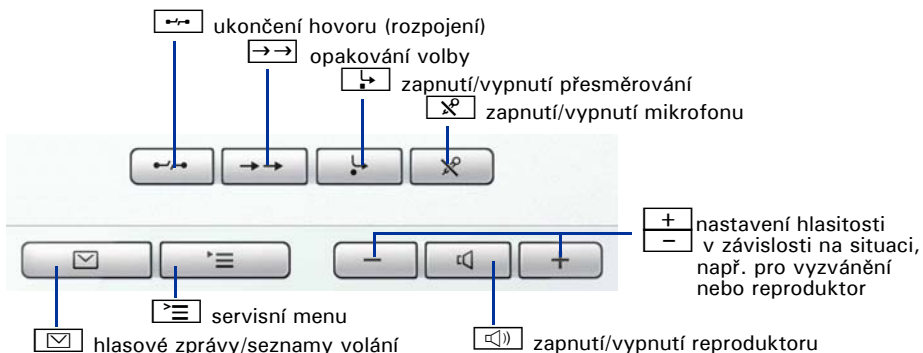 ukončení hovoru (rozpojení)
opakování volby
zapnutí/vypnutí přesměrování
zapnutí/vypnutí mikrofonu
+ nastavení hlasitosti
− v závislosti na situaci,
např. pro vyzvánění
nebo reproduktor
servisní menu
hlasové zprávy/seznamy volání
zapnutí/vypnutí reproduktoru